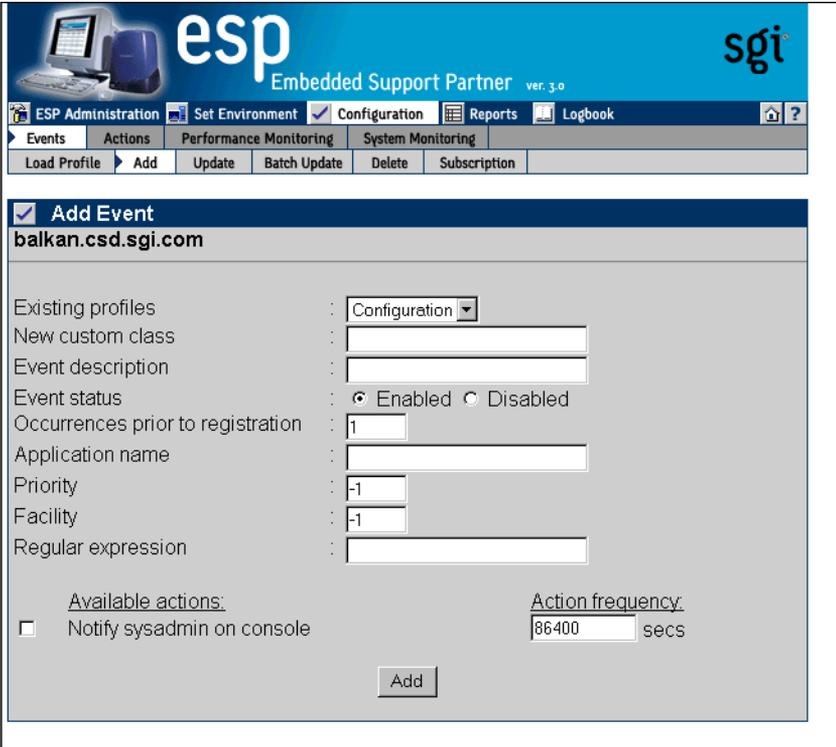 esp
sgi
Embedded Support Partner ver. 3.0
ESP Administration Set Environment Configuration Reports Logbook ?
Events Actions Performance Monitoring System Monitoring
Load Profile Add Update Batch Update Delete Subscription
Add Event
balkan.csd.sgi.com
Existing profiles : Configuration
New custom class :
Event description :
Event status : Enabled Disabled
Occurrences prior to registration : 1
Application name :
Priority : -1
Facility : -1
Regular expression :
Available actions: Action frequency:
Notify sysadmin on console 86400 secs
Add